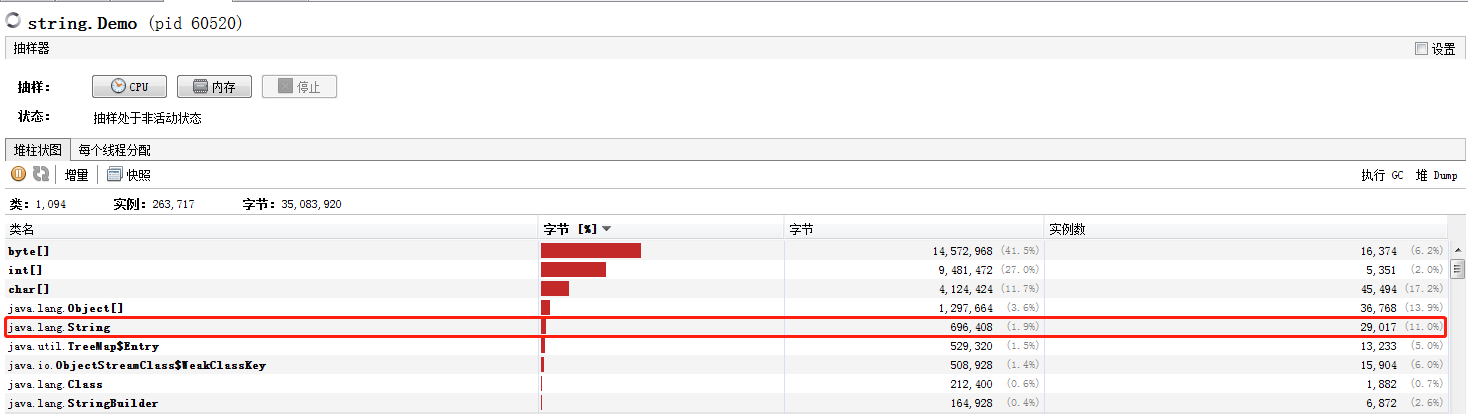 string.Demo (pid 60520)
抽样器 设置
抽样： CPU 内存 停止
状态： 抽样处于非活动状态
堆柱状图 每个线程分配
增量 快照 执行 GC 堆 Dump
类：1,094 实例：263,717 字节：35,083,920
类名 字节 [%] 字节 实例数
byte[] 14,572,968 (41.5%) 16,374 (6.2%)
int[] 9,481,472 (27.0%) 5,351 (2.0%)
char[] 4,124,424 (11.7%) 45,494 (17.2%)
java.lang.Object[] 1,297,664 (3.6%) 36,768 (13.9%)
java.lang.String 696,408 (1.9%) 29,017 (11.0%)
java.util.TreeMap$Entry 529,320 (1.5%) 13,233 (5.0%)
java.io.ObjectStreamClass$WeakClassKey 508,928 (1.4%) 15,904 (6.0%)
java.lang.Class 212,400 (0.6%) 1,882 (0.7%)
java.lang.StringBuilder 164,928 (0.4%) 6,872 (2.6%)